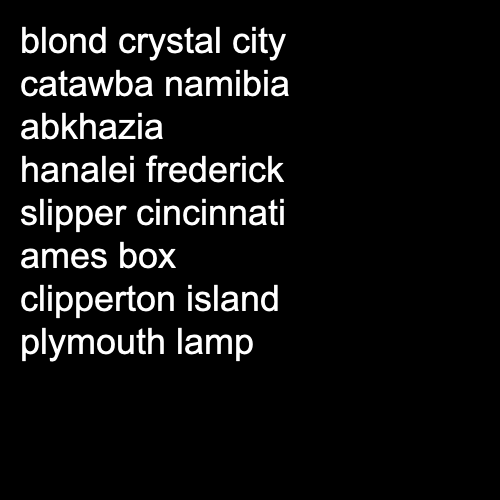 blond crystal city
catawba namibia
abkhazia
hanalei frederick
slipper cincinnati
ames box
clipperton island
plymouth lamp